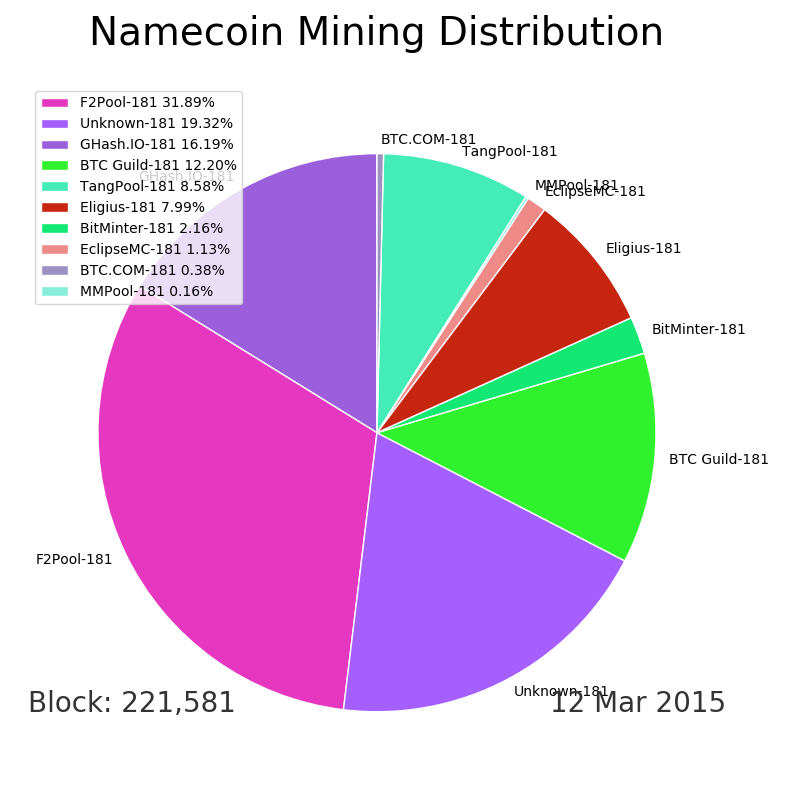 Namecoin Mining Distribution
F2Pool-181 31.89%
Unknown-181 19.32%
GHash.IO-181 16.19%
BTC Guild-181 12.20%
TangPool-181 8.58%
Eligius-181 7.99%
BitMinter-181 2.16%
EclipseMC-181 1.13%
BTC.COM-181 0.38%
MMPool-181 0.16%
BTC.COM-181
TangPool-181
GHash.IO-181
MMPool-181
EclipseMC-181
Eligius-181
BitMinter-181
BTC Guild-181
F2Pool-181
Unknown-181
Block: 221,581
12 Mar 2015